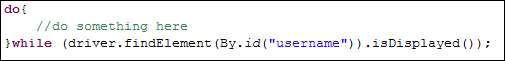 do{
//do something here
}while (driver.findElement(By.id("username")).isDisplayed());